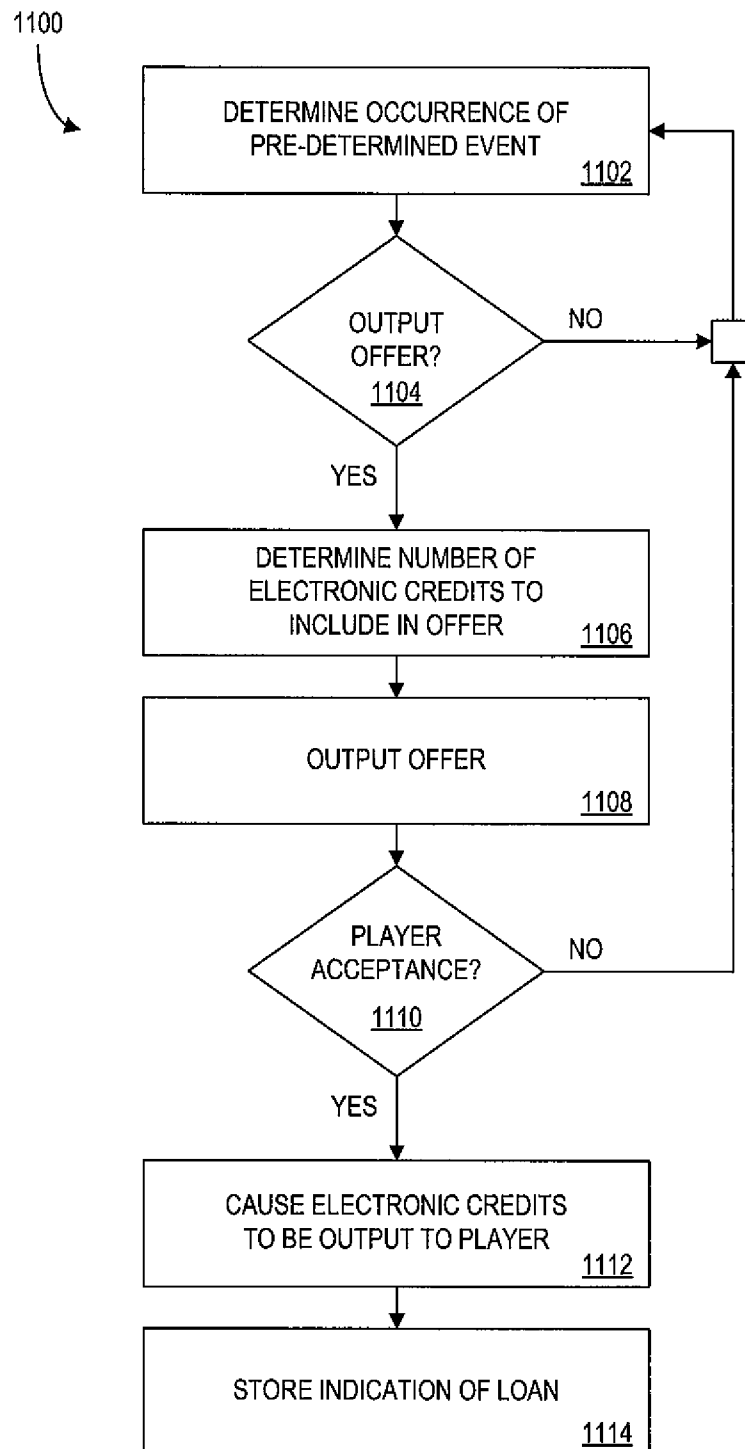 1100
DETERMINE OCCURRENCE OF
PRE-DETERMINED EVENT
1102
OUTPUT
OFFER?
1104
NO
YES
DETERMINE NUMBER OF
ELECTRONIC CREDITS TO
INCLUDE IN OFFER
1106
OUTPUT OFFER
1108
PLAYER
ACCEPTANCE?
1110
NO
YES
CAUSE ELECTRONIC CREDITS
TO BE OUTPUT TO PLAYER
1112
STORE INDICATION OF LOAN
1114